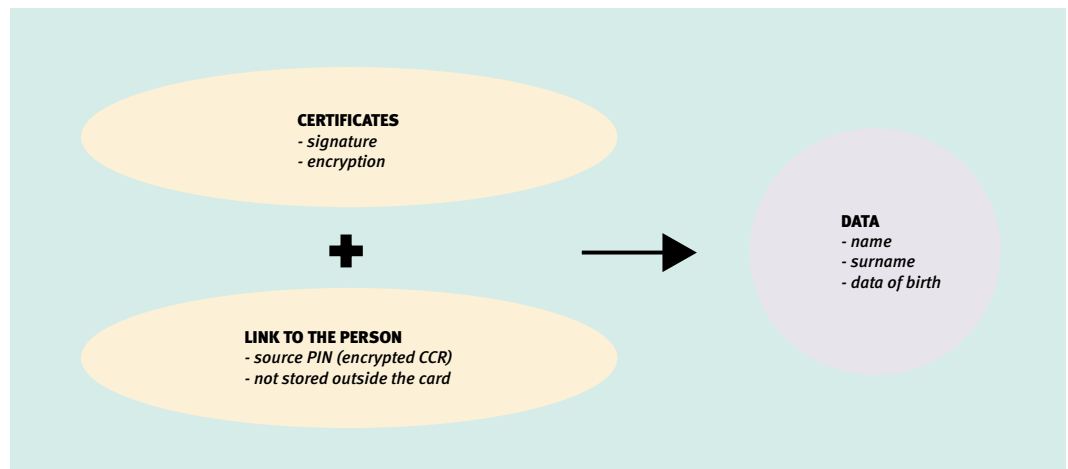 CERTIFICATES
- signature
- encryption
LINK TO THE PERSON
- source PIN (encrypted CCR)
- not stored outside the card
DATA
- name
- surname
- data of birth